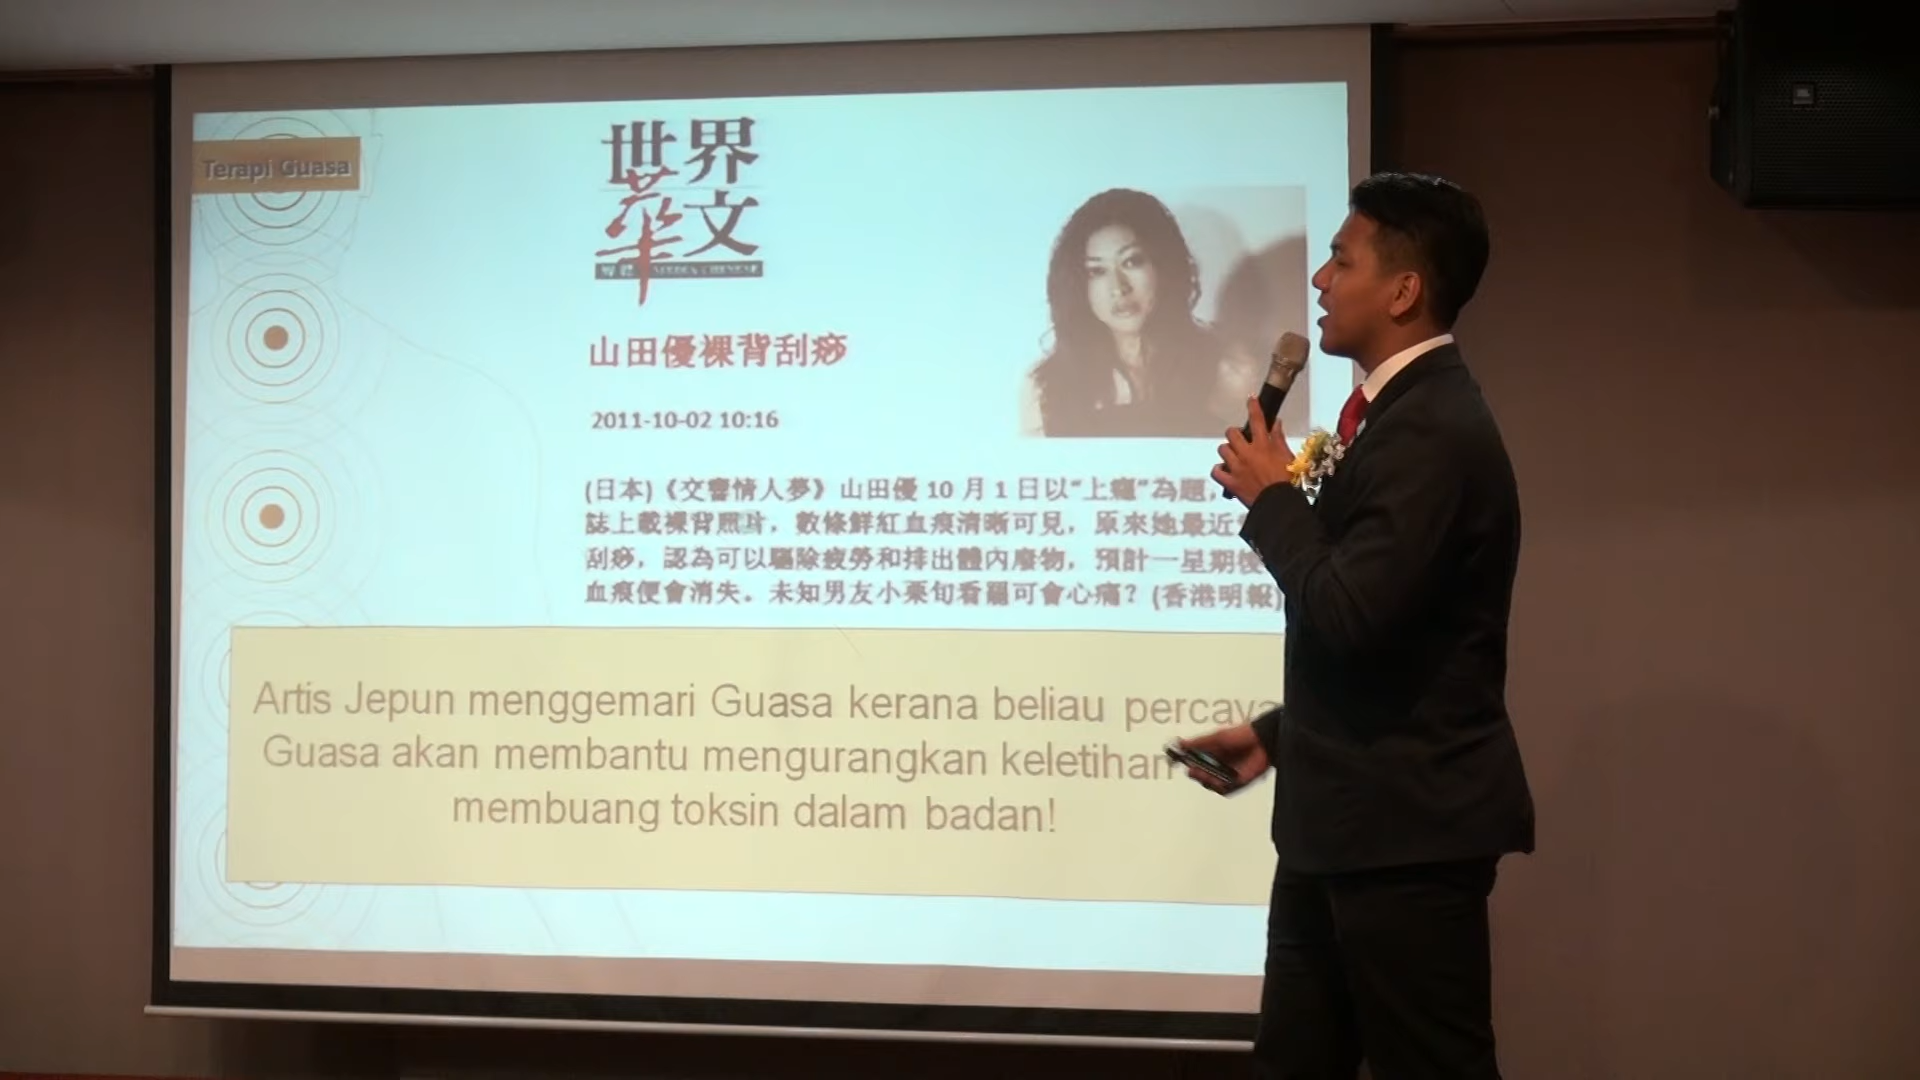 Terapi Guasa
世界
華文
山田優裸背刮痧
2011-10-02 10:16
(日本)《交響情人夢》山田優 10 月 1 日以“上癮”為題，
誌上載裸背照片，數條鮮紅血痕清晰可見，原來她最近
刮痧，認為可以驅除疲勞和排出體內廢物，預計一星期後
血痕便會消失。未知男友小栗旬看罷可會心痛？(香港明報)
Artis Jepun menggemari Guasa kerana beliau percaya
Guasa akan membantu mengurangkan keletihan
membuang toksin dalam badan!